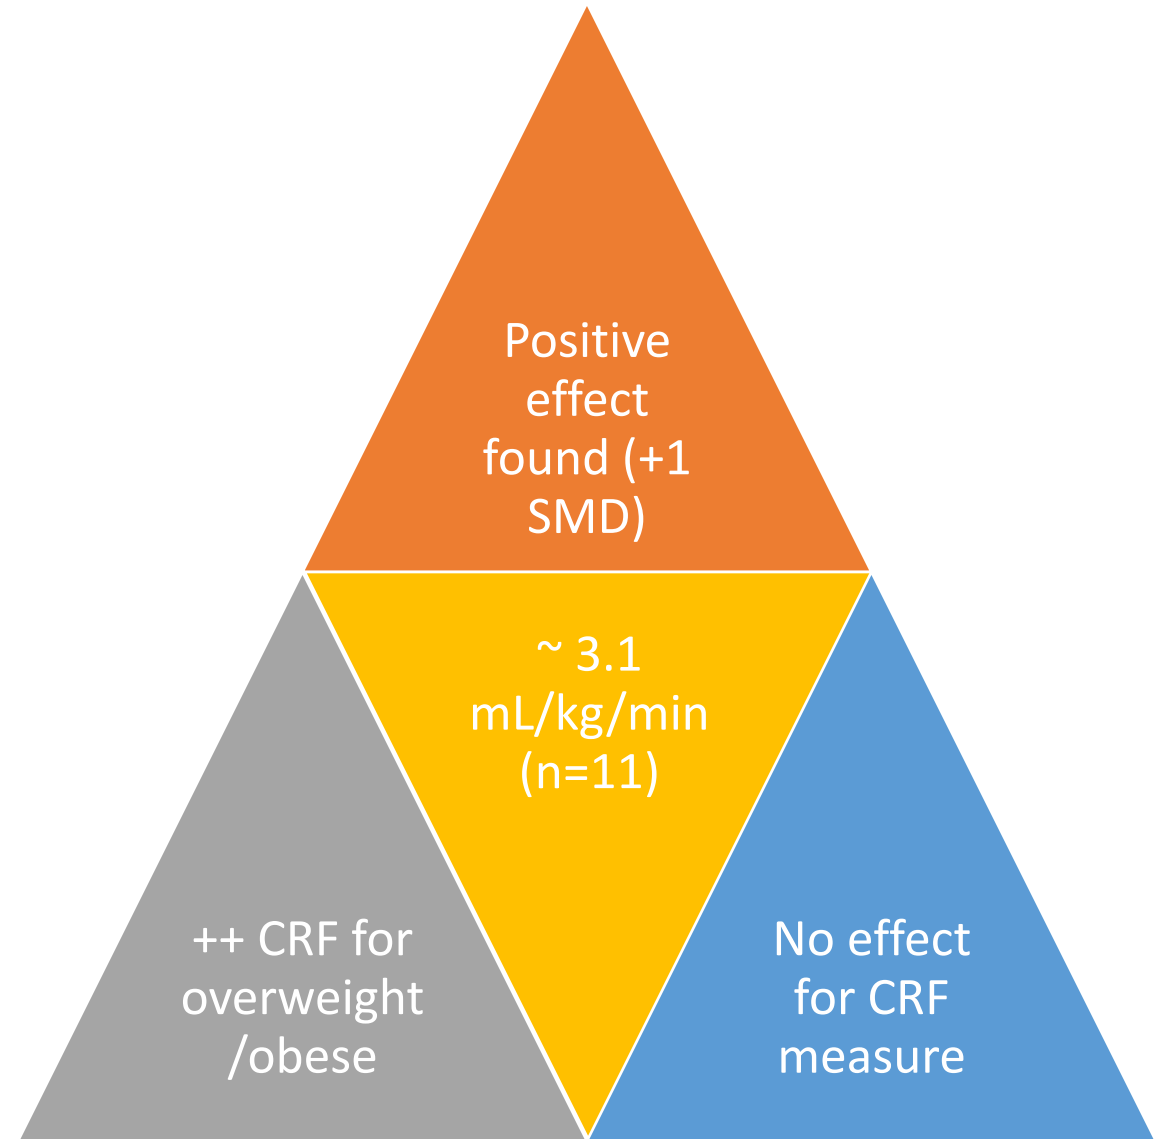 Positive
effect
found (+1
SMD)
~ 3.1
mL/kg/min
(n=11)
++ CRF for
overweight
/obese
No effect
for CRF
measure